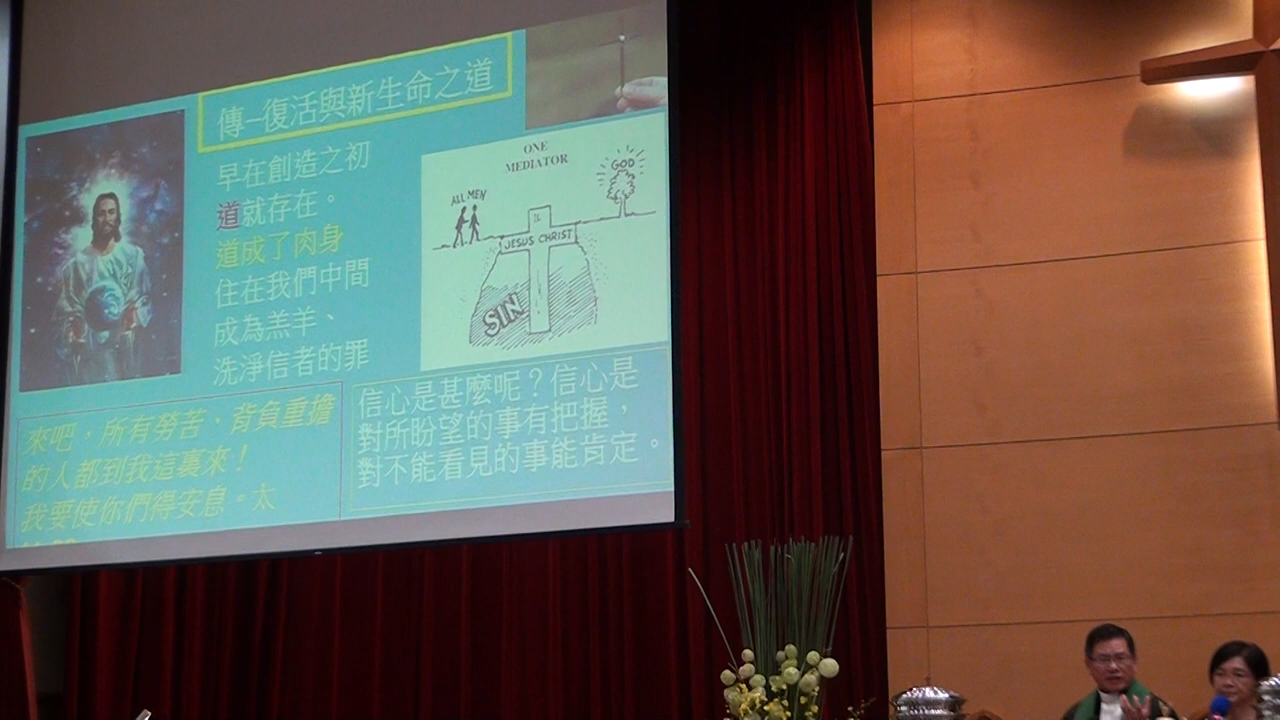 傳–復活與新生命之道
早在創造之初
道就存在。
道成了肉身
住在我們中間
成為羔羊、
洗淨信者的罪
ONE
MEDIATOR
ALL MEN
GOD
JESUS CHRIST
SIN
來吧，所有勞苦、背負重擔
的人都到我這裏來！
我要使你們得安息。太
信心是甚麼呢？信心是
對所盼望的事有把握，
對不能看見的事能肯定。